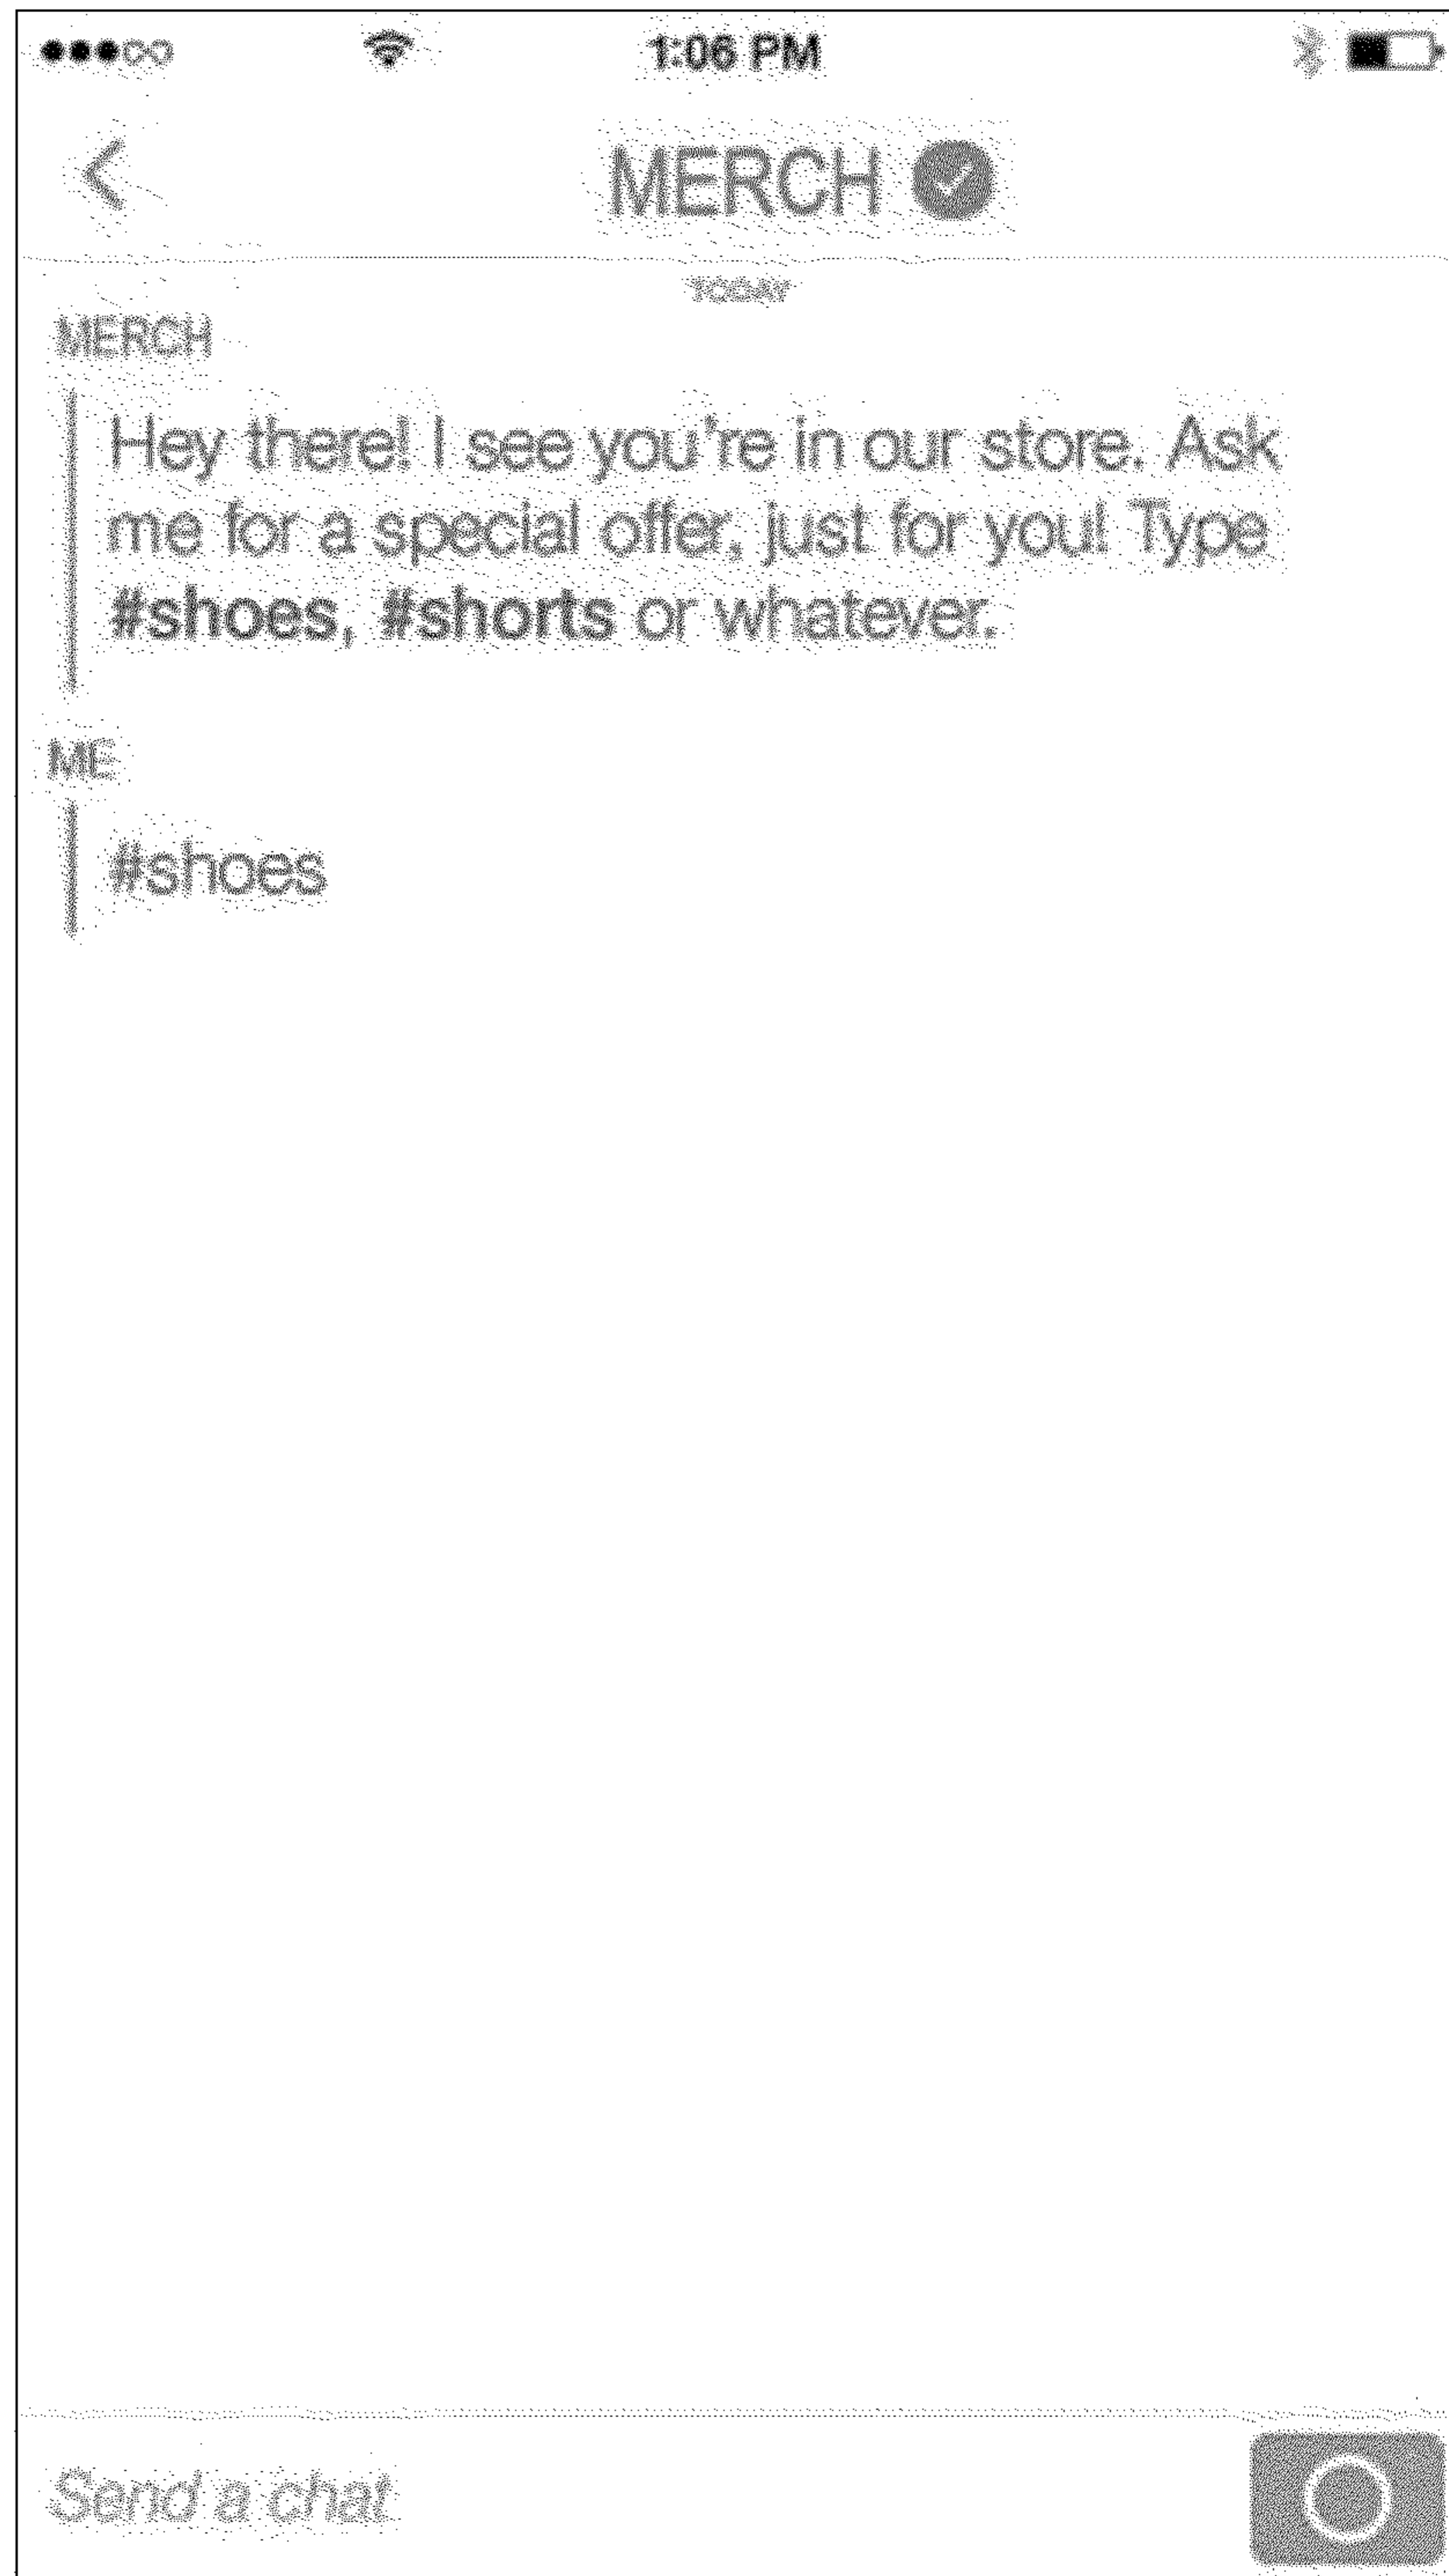 1:06 PM
MERCH
TODAY
MERCH
Hey there! I see you're in our store. Ask
me for a special offer, just for you! Type
#shoes, #shorts or whatever.
ME
#shoes
Send a chat